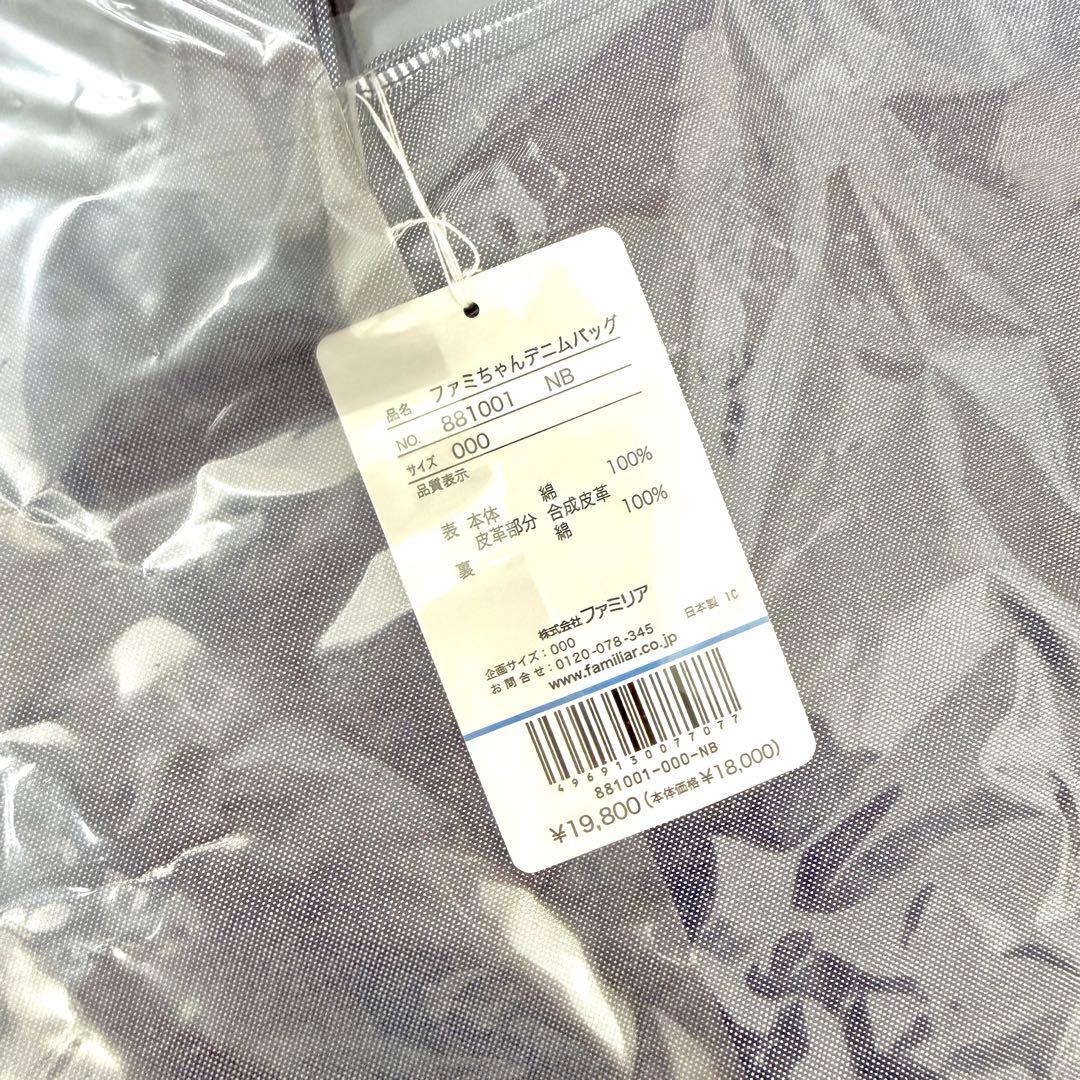 品名 ファミちゃんデニムバッグ
NO. 881001 NB
サイズ 000
品質表示
表 本体 綿 100%
皮革部分 合成皮革
裏 綿 100%
株式会社ファミリア
企画サイズ：000 日本製 1C
お問合せ：0120-078-345
www.familiar.co.jp
4969130077077
881001-000-NB
¥19,800（本体価格¥18,000）